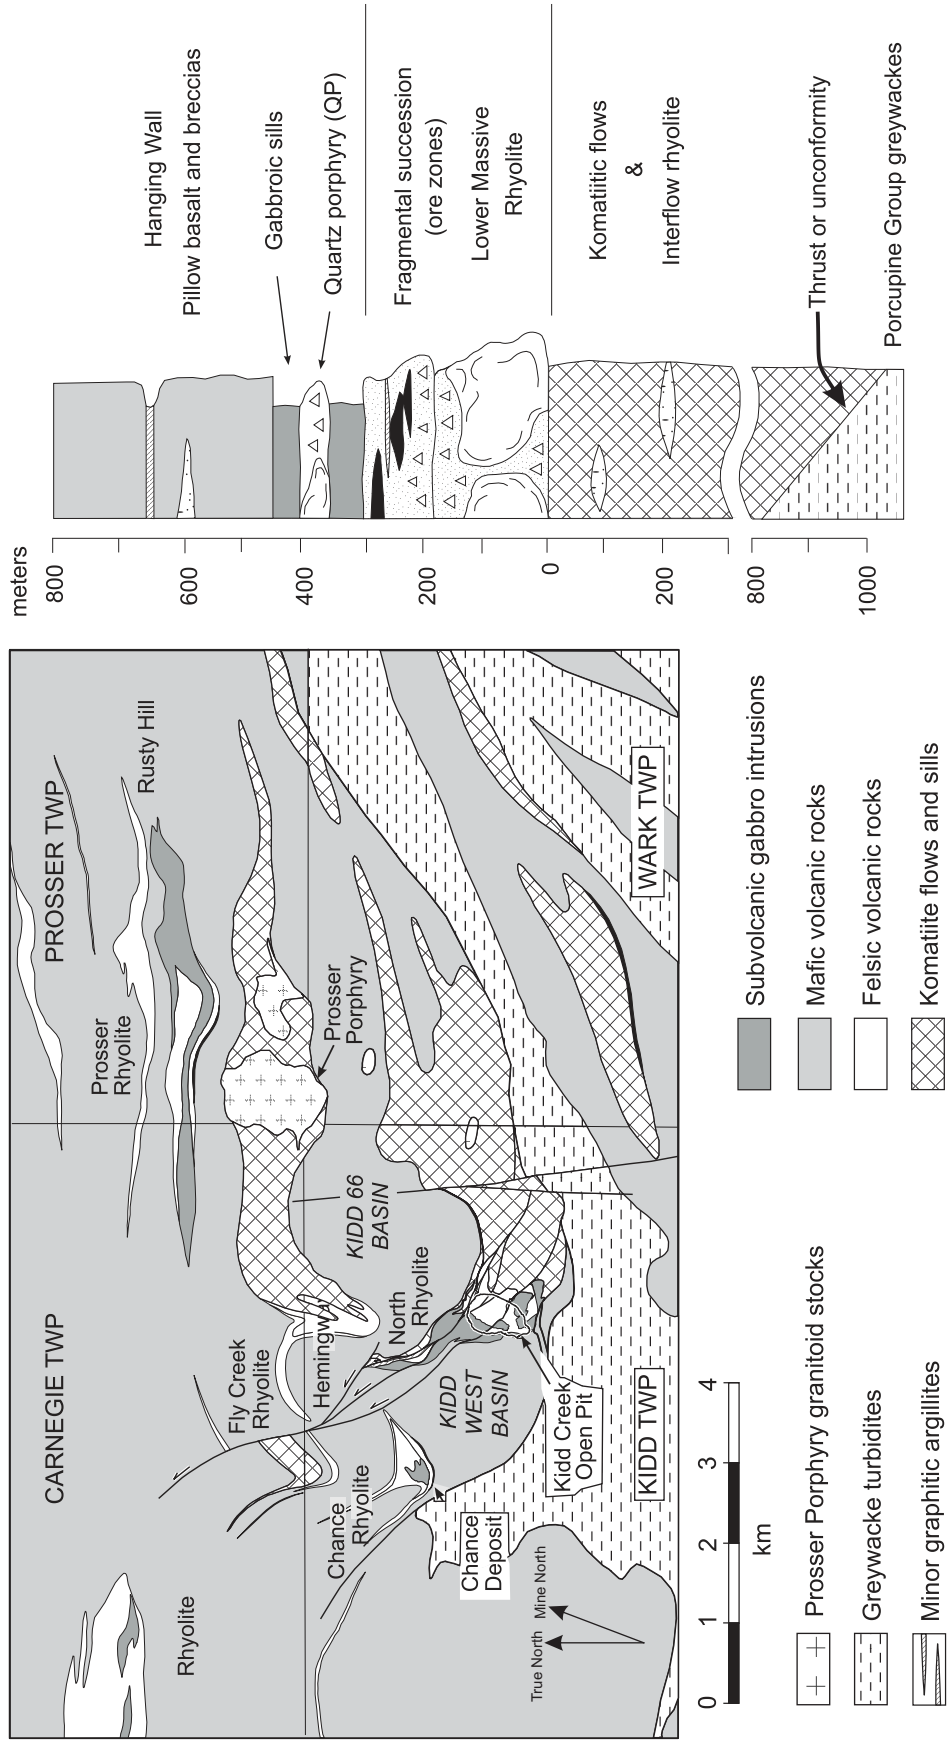 CARNEGIE TWP
PROSSER TWP
Rhyolite
Fly Creek
Rhyolite
Prosser
Rhyolite
Rusty Hill
Hemingway
Chance
Rhyolite
North
Rhyolite
KIDD 66
BASIN
Prosser
Porphyry
KIDD
WEST
BASIN
Chance
Deposit
Kidd Creek
Open Pit
KIDD TWP
WARK TWP
True North
Mine North
0
1
2
3
4
km
Prosser Porphyry granitoid stocks
Greywacke turbidites
Minor graphitic argillites
Subvolcanic gabbro intrusions
Mafic volcanic rocks
Felsic volcanic rocks
Komatiite flows and sills
meters
800
600
400
200
0
200
800
1000
Hanging Wall
Pillow basalt and breccias
Gabbroic sills
Quartz porphyry (QP)
Fragmental succession
(ore zones)
Lower Massive
Rhyolite
Komatiitic flows
&
Interflow rhyolite
Thrust or unconformity
Porcupine Group greywackes